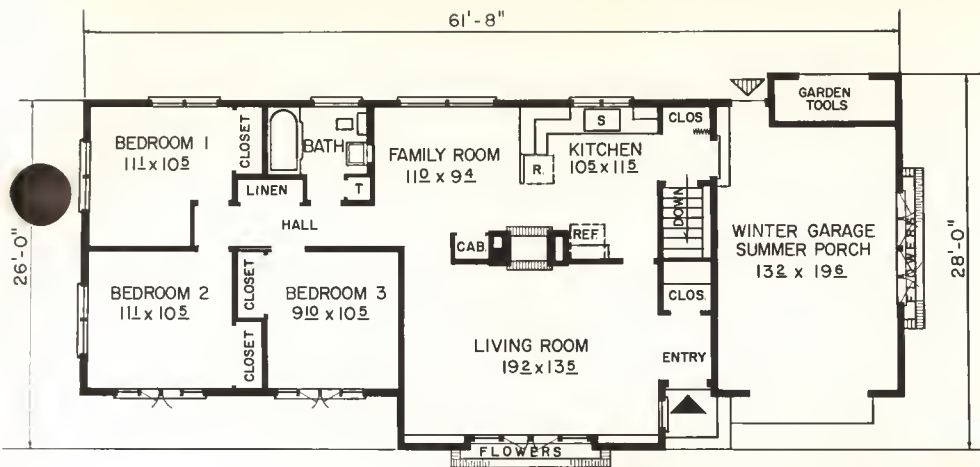 61'-8"
GARDEN
TOOLS
CLOSET
BATH
S
CLOS
BEDROOM 1
11 1 x 10 5
FAMILY ROOM
11 0 x 9 4
KITCHEN
10 5 x 11 5
R.
LINEN
T
HALL
DOWN
26'-0"
CAB.
REF.
WINTER GARAGE
SUMMER PORCH
13 2 x 19 6
FLOWERS
28'-0"
BEDROOM 2
11 1 x 10 5
CLOSET
CLOSET
BEDROOM 3
9 10 x 10 5
CLOS.
LIVING ROOM
19 2 x 13 5
ENTRY
FLOWERS